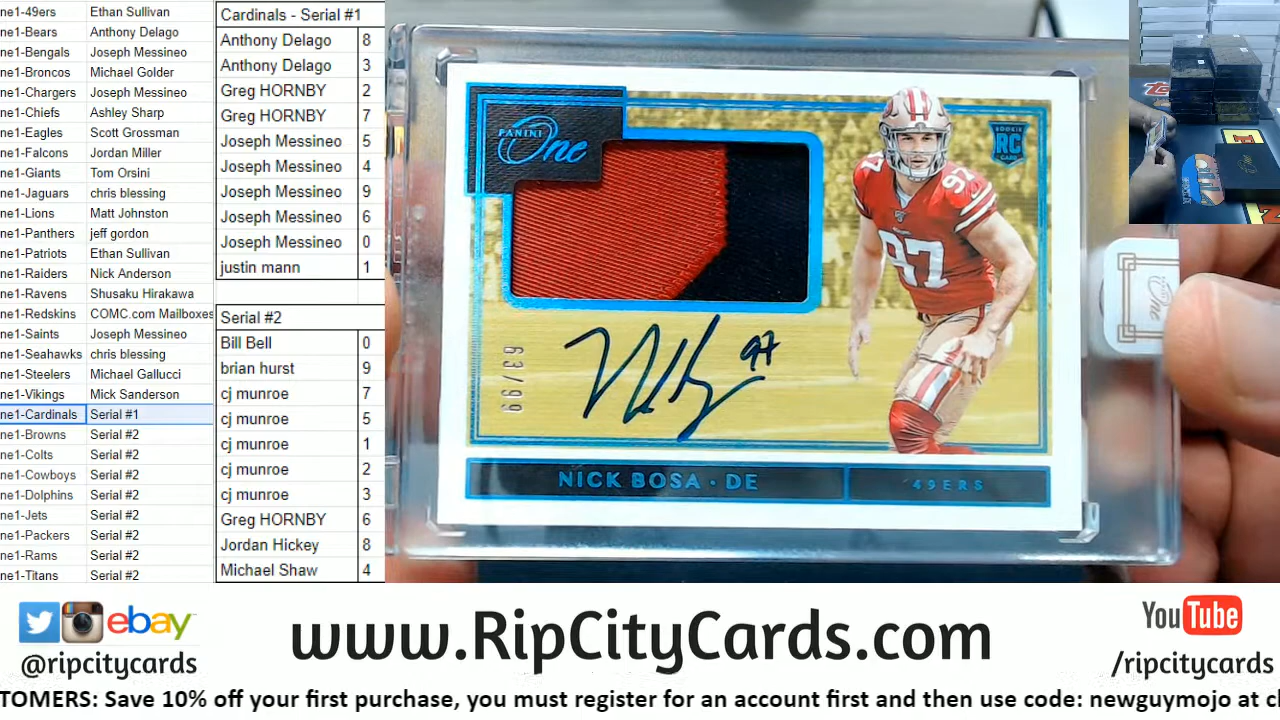 ne1-49ers Ethan Sullivan
ne1-Bears Anthony Delago
ne1-Bengals Joseph Messineo
ne1-Broncos Michael Golder
ne1-Chargers Joseph Messineo
ne1-Chiefs Ashley Sharp
ne1-Eagles Scott Grossman
ne1-Falcons Jordan Miller
ne1-Giants Tom Orsini
ne1-Jaguars chris blessing
ne1-Lions Matt Johnston
ne1-Panthers jeff gordon
ne1-Patriots Ethan Sullivan
ne1-Raiders Nick Anderson
ne1-Ravens Shusaku Hirakawa
ne1-Redskins COMC.com Mailboxes
ne1-Saints Joseph Messineo
ne1-Seahawks chris blessing
ne1-Steelers Michael Gallucci
ne1-Vikings Mick Sanderson
ne1-Cardinals Serial #1
ne1-Browns Serial #2
ne1-Colts Serial #2
ne1-Cowboys Serial #2
ne1-Dolphins Serial #2
ne1-Jets Serial #2
ne1-Packers Serial #2
ne1-Rams Serial #2
ne1-Titans Serial #2
Cardinals - Serial #1
Anthony Delago 8
Anthony Delago 3
Greg HORNBY 2
Greg HORNBY 7
Joseph Messineo 5
Joseph Messineo 4
Joseph Messineo 9
Joseph Messineo 6
Joseph Messineo 0
justin mann 1
Serial #2
Bill Bell 0
brian hurst 9
cj munroe 7
cj munroe 5
cj munroe 1
cj munroe 2
cj munroe 3
Greg HORNBY 6
Jordan Hickey 8
Michael Shaw 4
PANINI
One
ROOKIE
RC
CARD
97
97
63/99
97
NICK BOSA · DE
49ERS
One
ebay
@ripcitycards
www.RipCityCards.com
YouTube
/ripcitycards
TOMERS: Save 10% off your first purchase, you must register for an account first and then use code: newguymojo at c